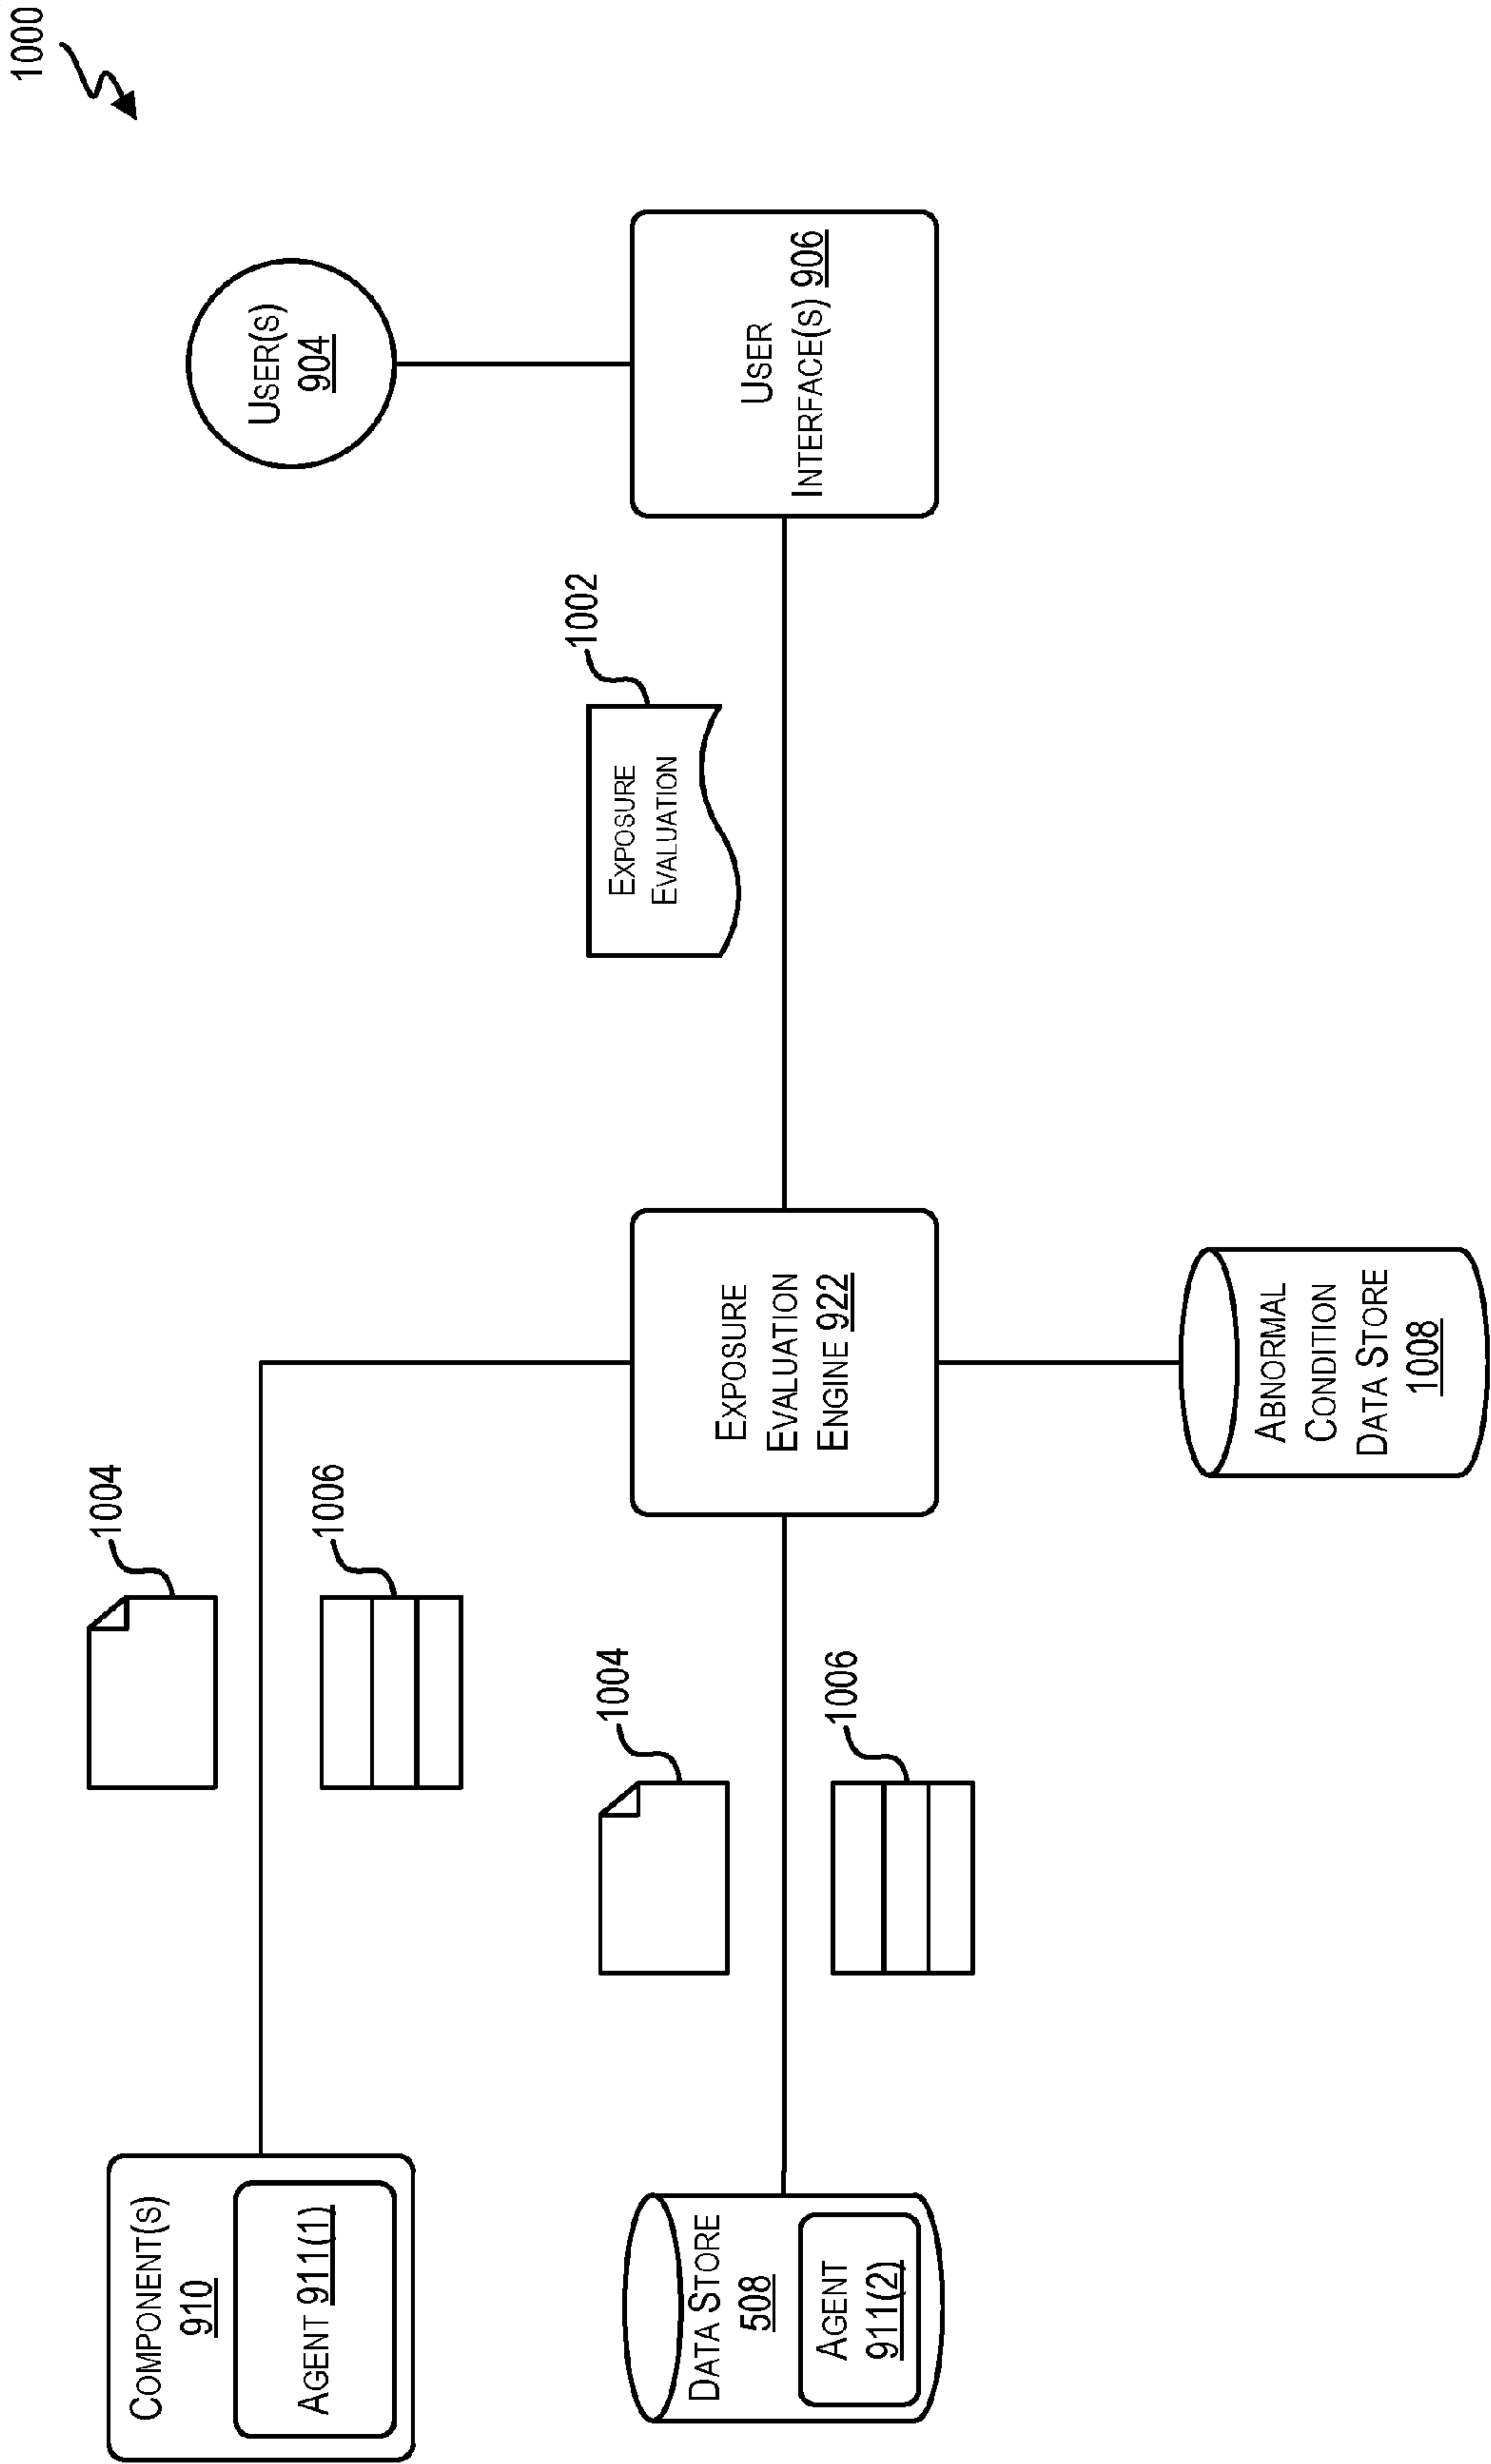 1000
USER(S)
904
USER
INTERFACE(S) 906
1002
EXPOSURE
EVALUATION
EXPOSURE
EVALUATION
ENGINE 922
ABNORMAL
CONDITION
DATA STORE
1008
1004
1006
1004
1006
COMPONENT(S)
910
AGENT 911(1)
DATA STORE
508
AGENT
911(2)